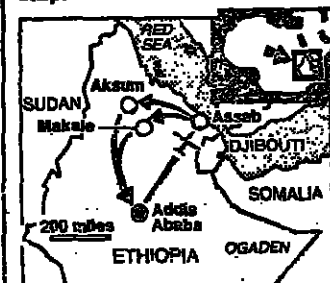 RED
SEA
Aksum
SUDAN
Makale
Assab
DJIBOUTI
SOMALIA
Addis
Ababa
200 miles
ETHIOPIA
OGADEN